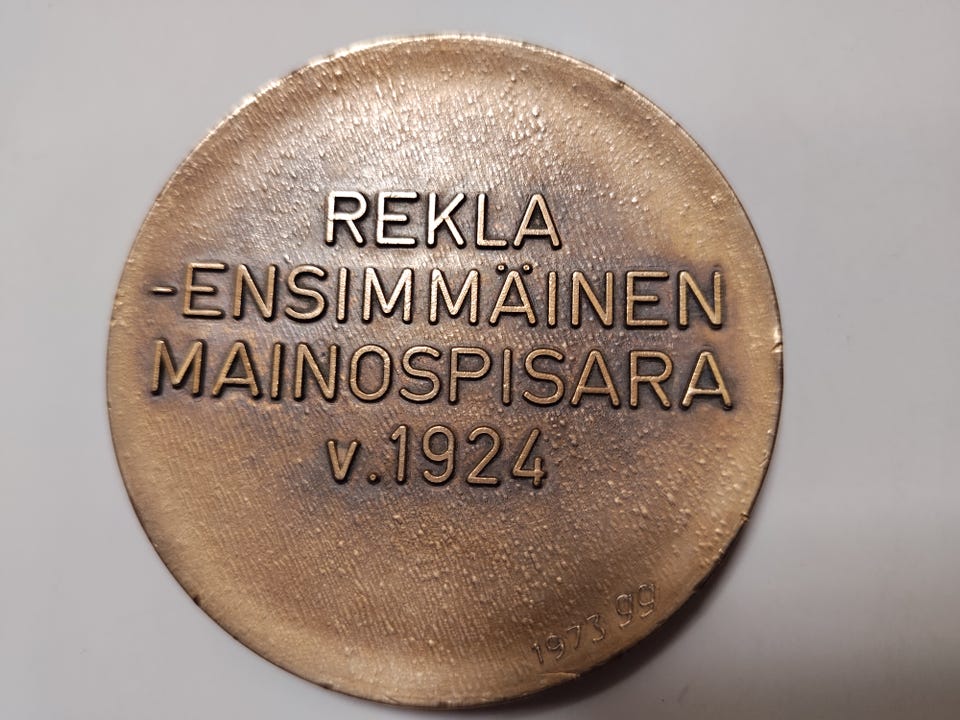 REKLA
-ENSIMMÄINEN
MAINOSPISARA
v.1924
1973 gg